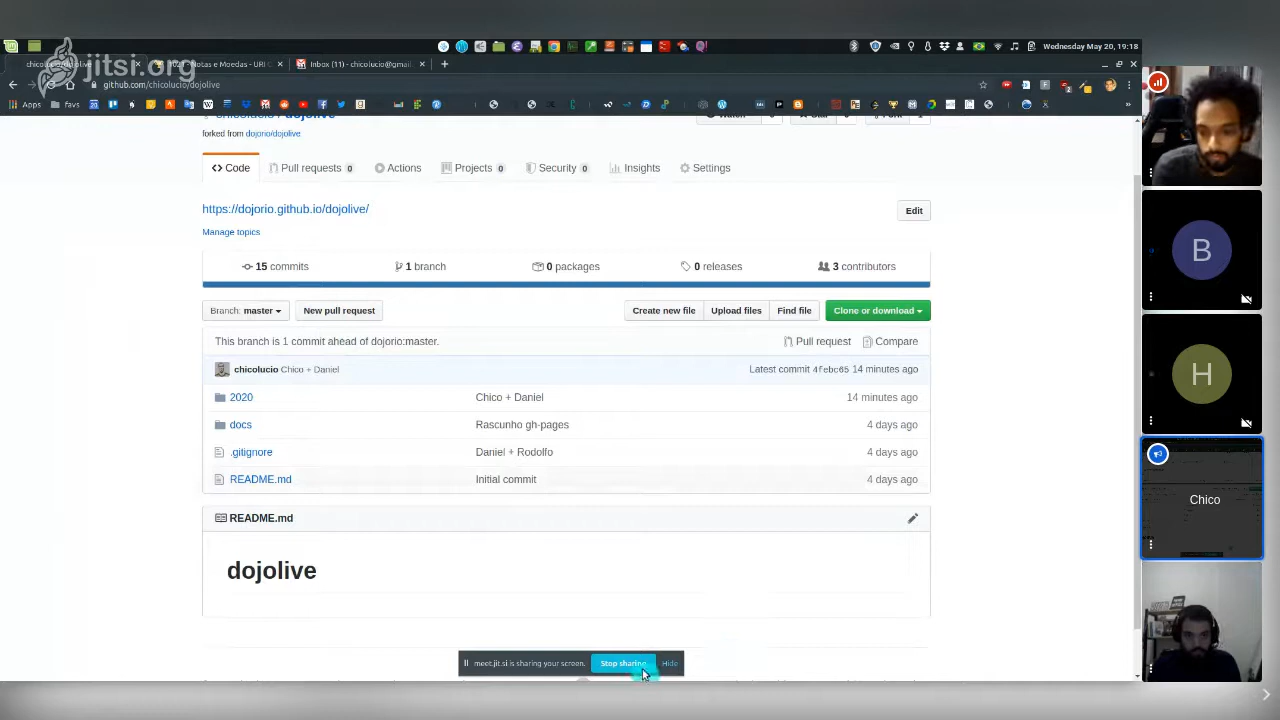 jitsi.org
Wednesday May 20, 19:18
Notas e Moedas - URI
Inbox (11) - chicolucio@gmail
github.com/chicolucio/dojolive
Apps
favs
chicolucio / dojolive
forked from dojorio/dojolive
Code
Pull requests 0
Actions
Projects 0
Security 0
Insights
Settings
https://dojorio.github.io/dojolive/
Edit
Manage topics
15 commits
1 branch
0 packages
0 releases
3 contributors
Branch: master
New pull request
Create new file
Upload files
Find file
Clone or download
This branch is 1 commit ahead of dojorio:master.
Pull request
Compare
chicolucio Chico + Daniel
Latest commit 4febc65 14 minutes ago
2020
Chico + Daniel
14 minutes ago
docs
Rascunho gh-pages
4 days ago
.gitignore
Daniel + Rodolfo
4 days ago
README.md
Initial commit
4 days ago
README.md
dojolive
meet.jit.si is sharing your screen.
Stop sharing
Hide
B
H
Chico